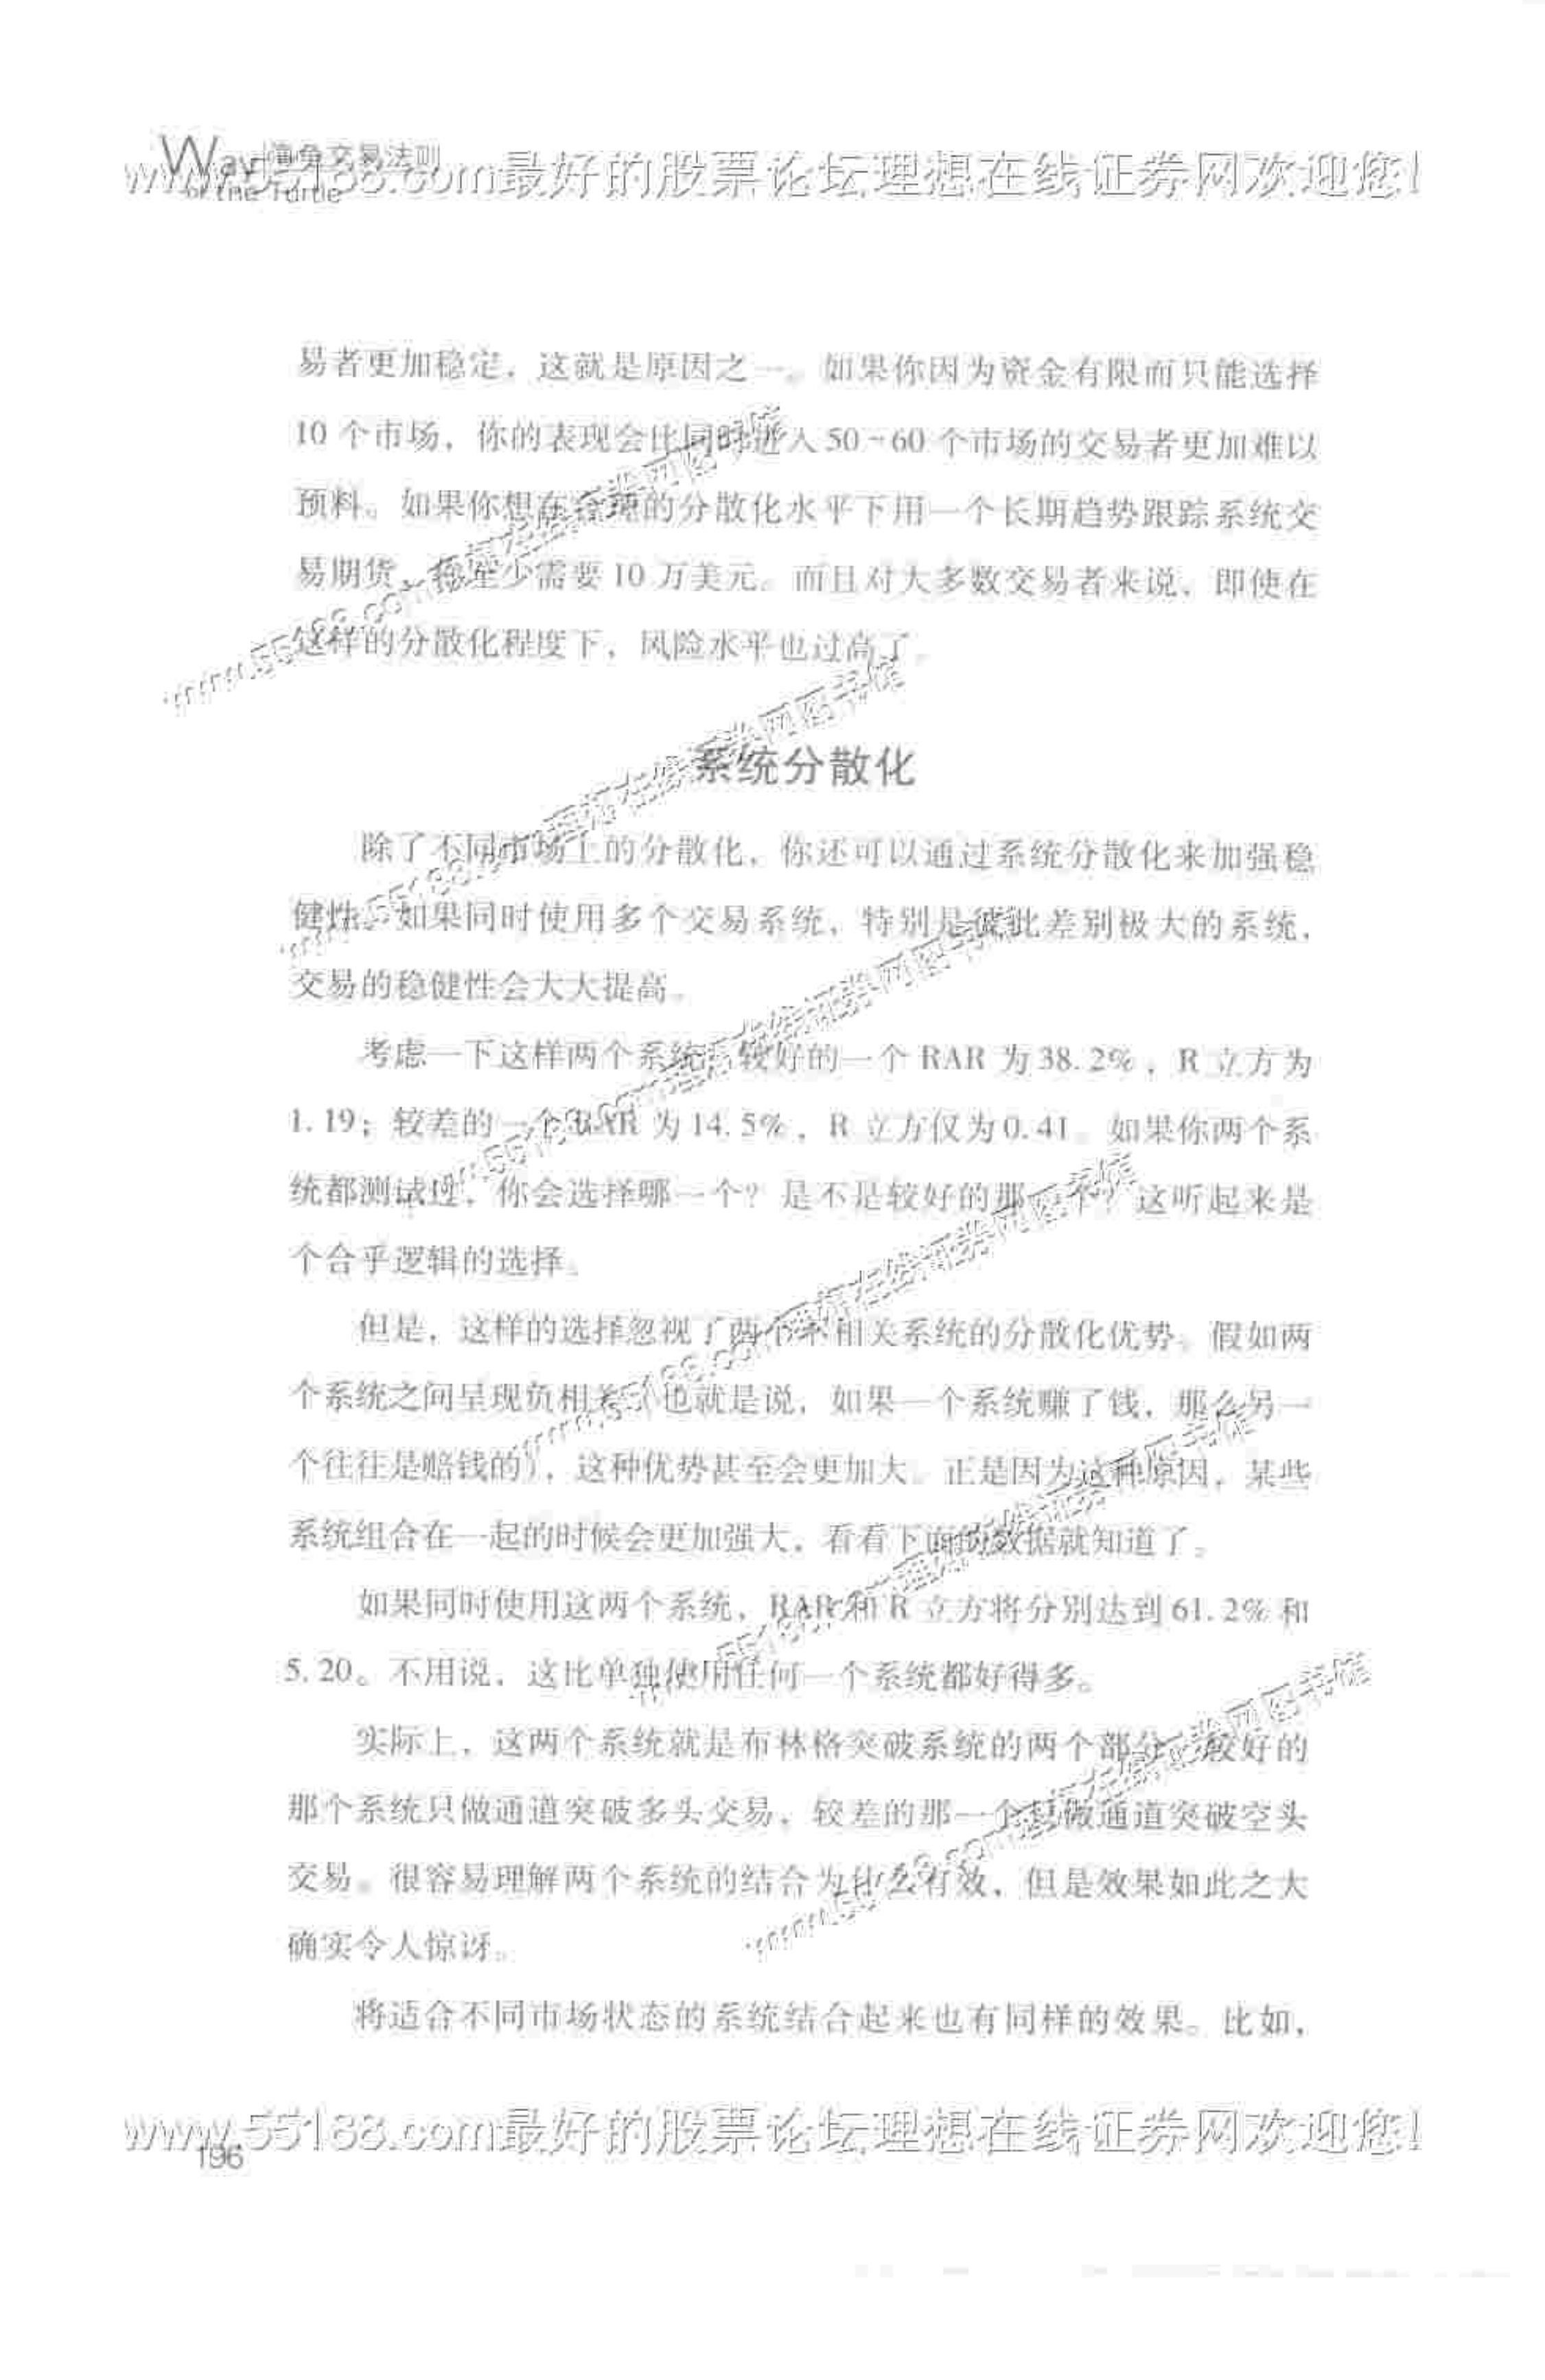 Way 海龟交易法则
of the Turtle
www.55188.com最好的股票论坛理想在线证券网欢迎您!
易者更加稳定,这就是原因之一。如果你因为资金有限而只能选择
10 个市场,你的表现会比同时进入 50~60 个市场的交易者更加难以
预料。如果你想在合理的分散化水平下用一个长期趋势跟踪系统交
易期货,你至少需要 10 万美元。而且对大多数交易者来说,即使在
这样的分散化程度下,风险水平也过高了。
系统分散化
除了不同市场上的分散化,你还可以通过系统分散化来加强稳
健性。如果同时使用多个交易系统,特别是彼此差别极大的系统,
交易的稳健性会大大提高。
考虑一下这样两个系统:较好的一个 RAR 为 38.2%,R 立方为
1.19;较差的一个 RAR 为 14.5%,R 立方仅为 0.41。如果你两个系
统都测试过,你会选择哪一个?是不是较好的那一个?这听起来是
个合乎逻辑的选择。
但是,这样的选择忽视了两个不相关系统的分散化优势。假如两
个系统之间呈现负相关(也就是说,如果一个系统赚了钱,那么另一
个往往是赔钱的),这种优势甚至会更加大。正是因为这种原因,某些
系统组合在一起的时候会更加强大,看看下面的数据就知道了。
如果同时使用这两个系统,RAR 和 R 立方将分别达到 61.2% 和
5.20。不用说,这比单独使用任何一个系统都好得多。
实际上,这两个系统就是布林格突破系统的两个部分。较好的
那个系统只做通道突破多头交易,较差的那一个只做通道突破空头
交易。很容易理解两个系统的结合为什么有效,但是效果如此之大
确实令人惊讶。
将适合不同市场状态的系统结合起来也有同样的效果。比如,
www.55188.com最好的股票论坛理想在线证券网欢迎您!
196